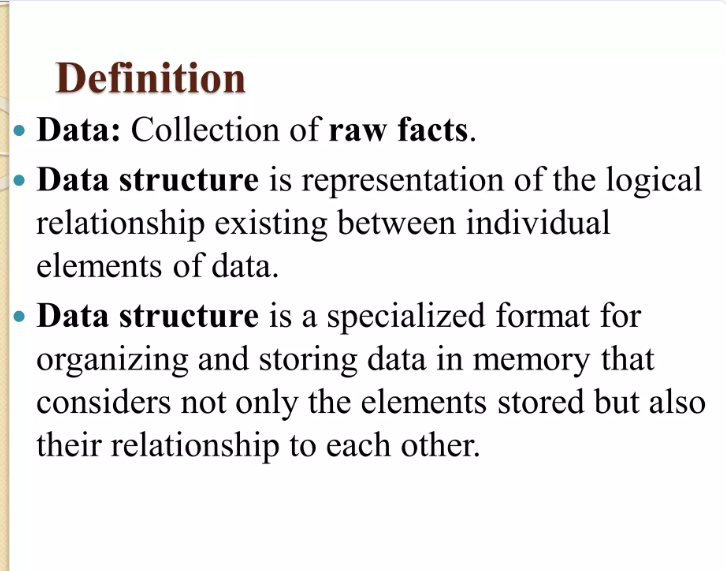 Definition
• Data: Collection of raw facts.
• Data structure is representation of the logical
relationship existing between individual
elements of data.
• Data structure is a specialized format for
organizing and storing data in memory that
considers not only the elements stored but also
their relationship to each other.